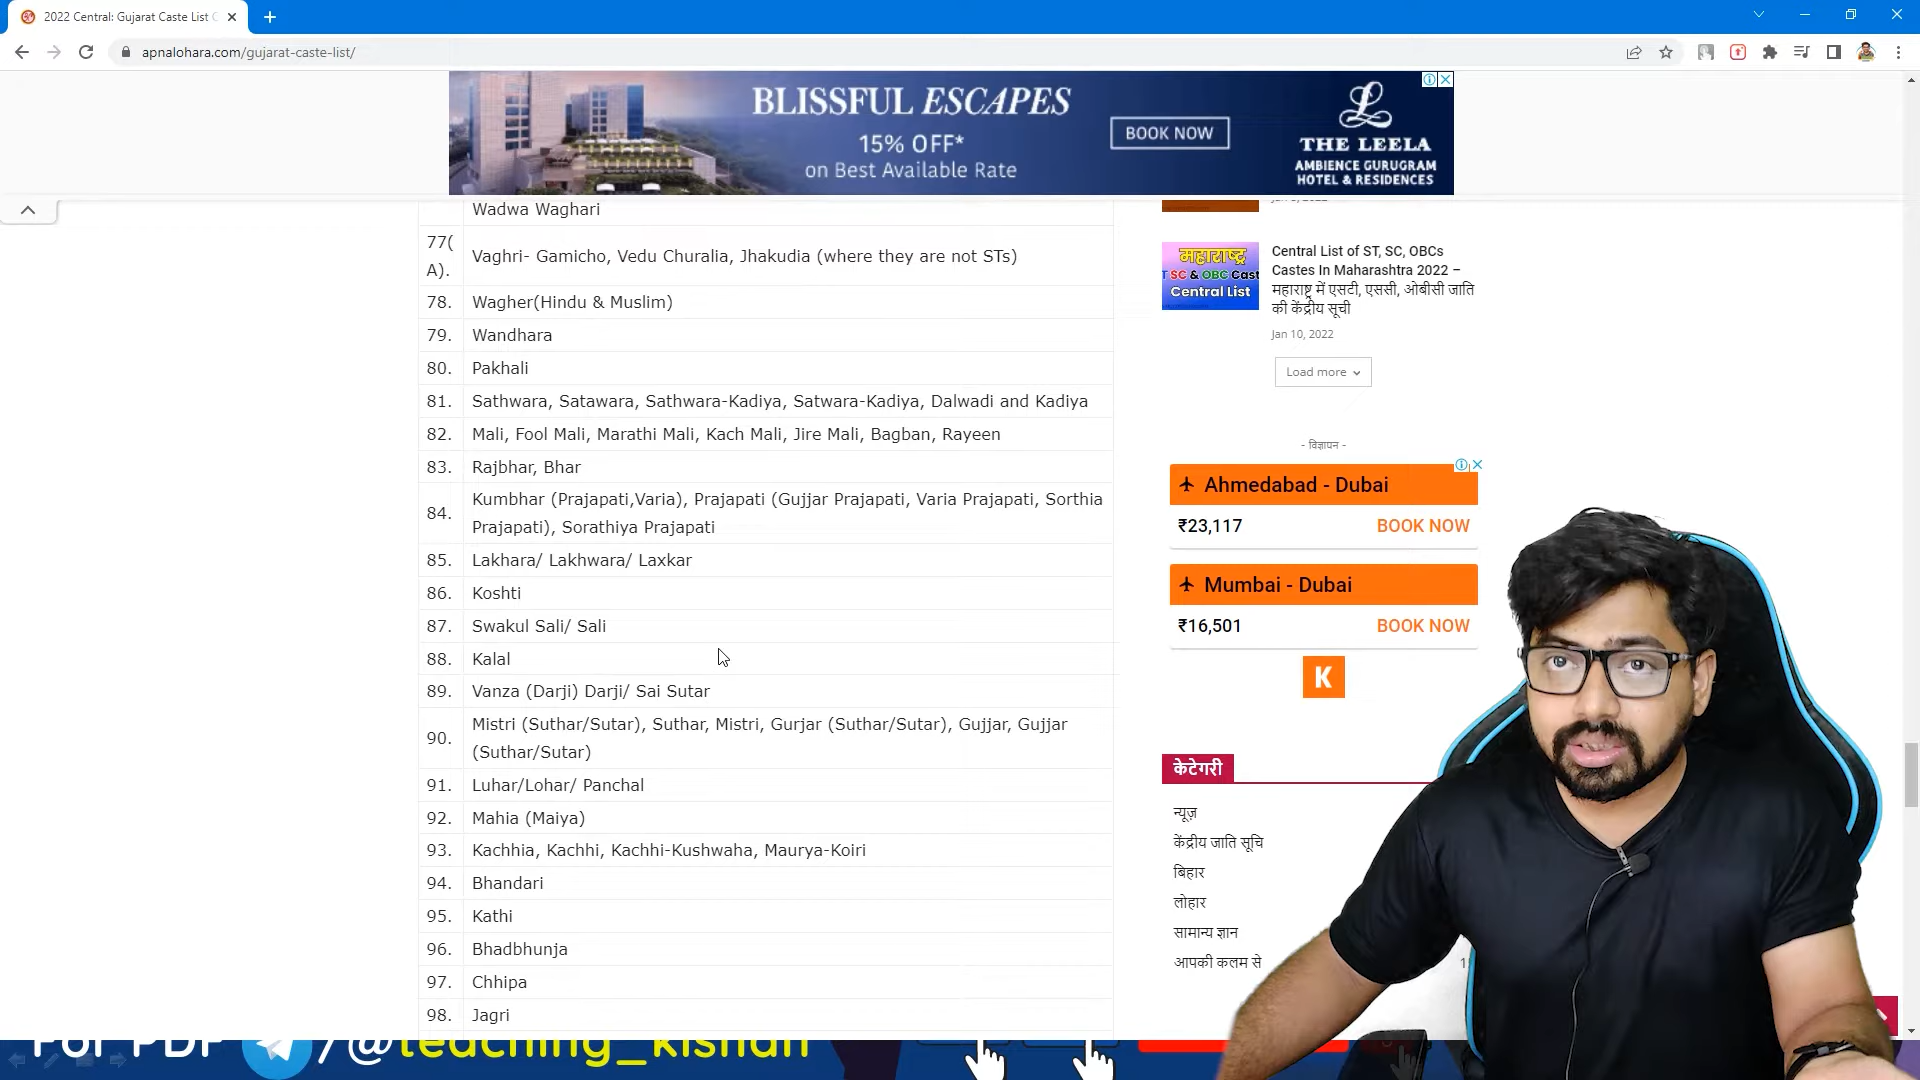 2022 Central: Gujarat Caste List
apnalohara.com/gujarat-caste-list/
BLISSFUL ESCAPES
15% OFF*
on Best Available Rate
BOOK NOW
THE LEELA
AMBIENCE GURUGRAM
HOTEL & RESIDENCES
Wadwa Waghari
77(
A).
Vaghri- Gamicho, Vedu Churalia, Jhakudia (where they are not STs)
78. Wagher(Hindu & Muslim)
79. Wandhara
80. Pakhali
81. Sathwara, Satawara, Sathwara-Kadiya, Satwara-Kadiya, Dalwadi and Kadiya
82. Mali, Fool Mali, Marathi Mali, Kach Mali, Jire Mali, Bagban, Rayeen
83. Rajbhar, Bhar
84. Kumbhar (Prajapati,Varia), Prajapati (Gujjar Prajapati, Varia Prajapati, Sorthia
Prajapati), Sorathiya Prajapati
85. Lakhara/ Lakhwara/ Laxkar
86. Koshti
87. Swakul Sali/ Sali
88. Kalal
89. Vanza (Darji) Darji/ Sai Sutar
90. Mistri (Suthar/Sutar), Suthar, Mistri, Gurjar (Suthar/Sutar), Gujjar, Gujjar
(Suthar/Sutar)
91. Luhar/Lohar/ Panchal
92. Mahia (Maiya)
93. Kachhia, Kachhi, Kachhi-Kushwaha, Maurya-Koiri
94. Bhandari
95. Kathi
96. Bhadbhunja
97. Chhipa
98. Jagri
महाराष्ट्र
T SC & OBC Cast
Central List
Central List of ST, SC, OBCs
Castes In Maharashtra 2022 –
महाराष्ट्र में एसटी, एससी, ओबीसी जाति
की केंद्रीय सूची
Jan 10, 2022
Load more
- विज्ञापन -
Ahmedabad - Dubai
₹23,117 BOOK NOW
Mumbai - Dubai
₹16,501 BOOK NOW
K
केटेगरी
न्यूज़
केंद्रीय जाति सूचि
बिहार
लोहार
सामान्य ज्ञान
आपकी कलम से
For PDF /@teaching_kishan